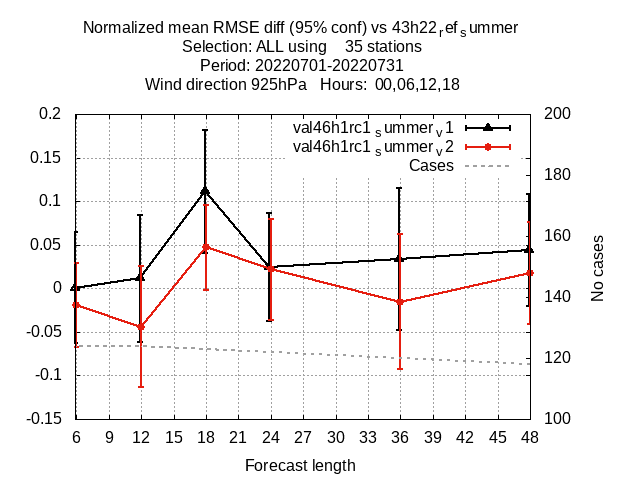 Normalized mean RMSE diff (95% conf) vs 43h22refsummer
Selection: ALL using 35 stations
Period: 20220701-20220731
Wind direction 925hPa Hours: 00,06,12,18
val46h1rc1summerv1
val46h1rc1summerv2
Cases
0.2
0.15
0.1
0.05
0
-0.05
-0.1
-0.15
200
180
160
140
120
100
No cases
6 9 12 15 18 21 24 27 30 33 36 39 42 45 48
Forecast length